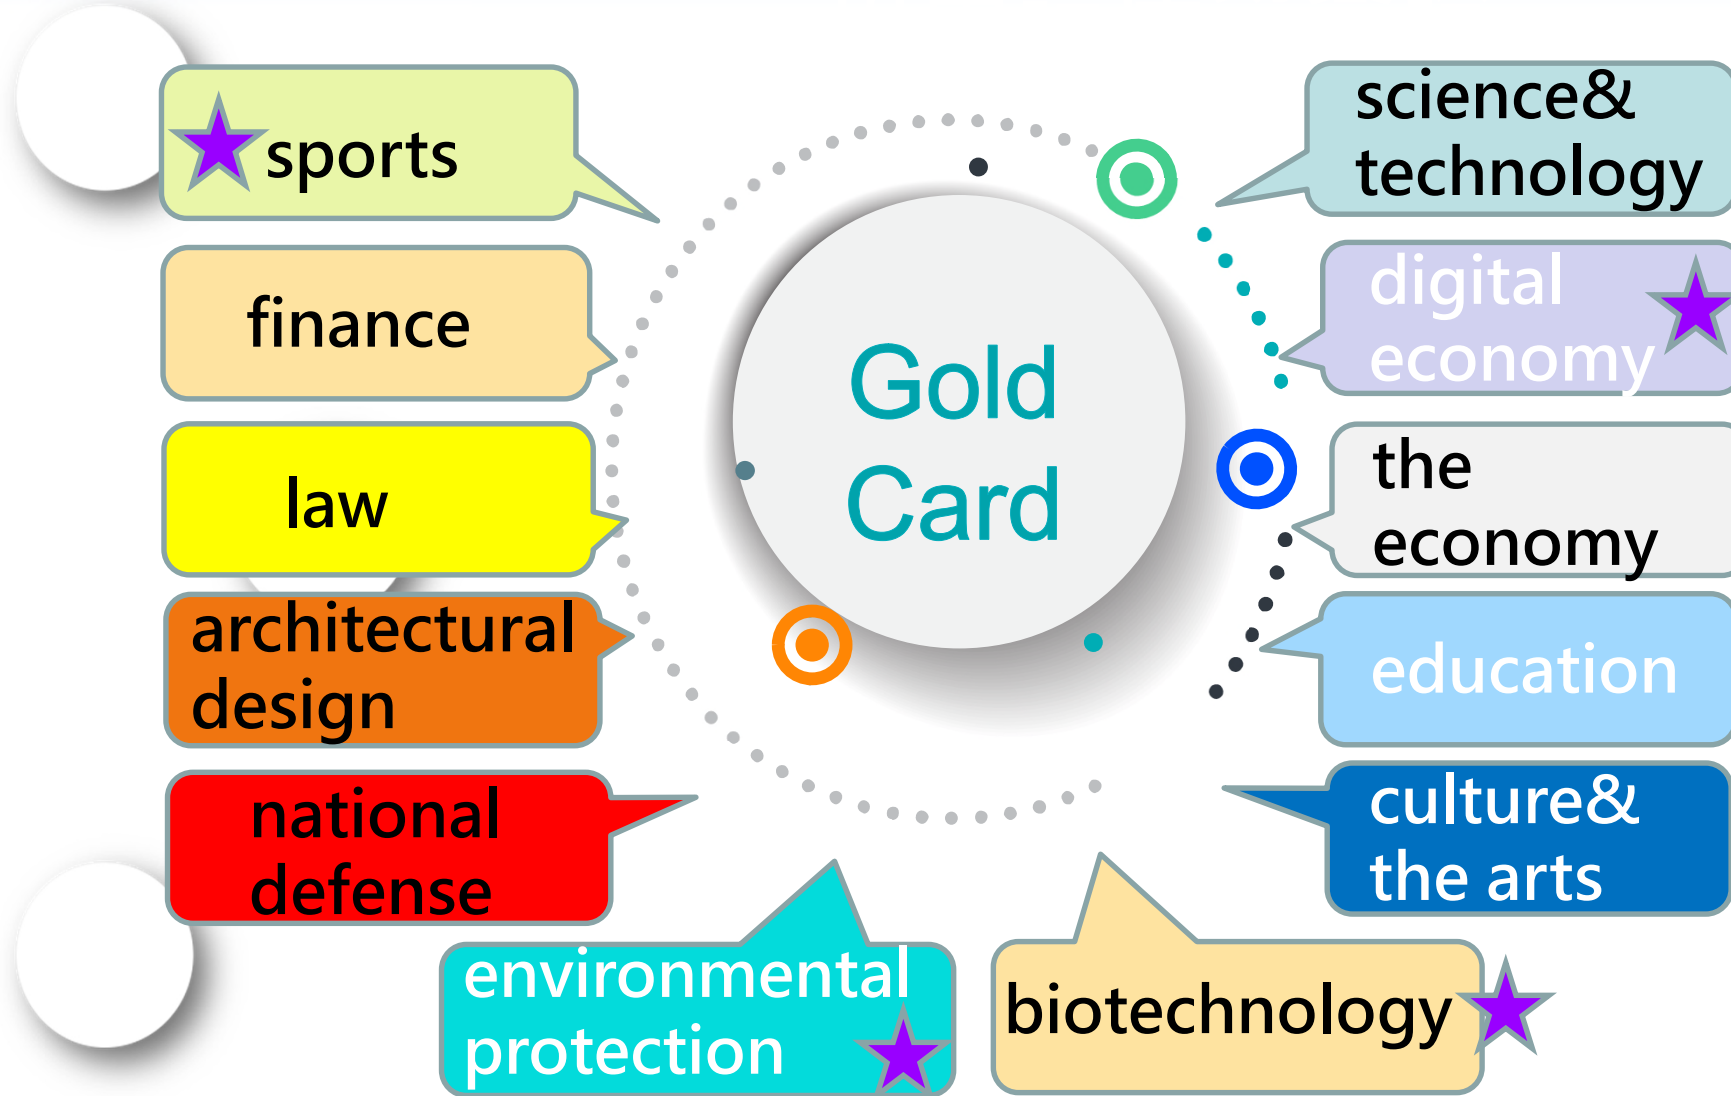 sports
finance
law
architectural
design
national
defense
environmental
protection
Gold
Card
science&
technology
digital
economy
the
economy
education
culture&
the arts
biotechnology